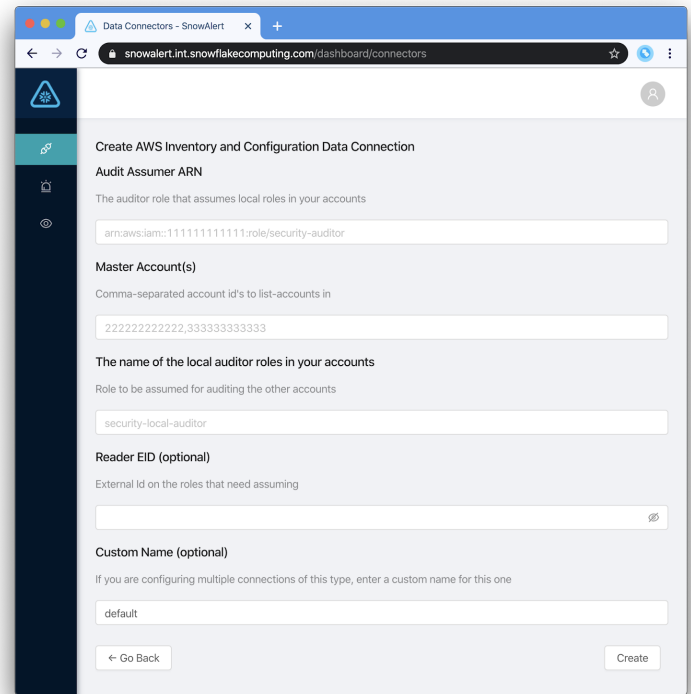 Data Connectors - SnowAlert
snowalert.int.snowflakecomputing.com/dashboard/connectors
Create AWS Inventory and Configuration Data Connection
Audit Assumer ARN
The auditor role that assumes local roles in your accounts
arn:aws:iam::111111111111:role/security-auditor
Master Account(s)
Comma-separated account id's to list-accounts in
222222222222,333333333333
The name of the local auditor roles in your accounts
Role to be assumed for auditing the other accounts
security-local-auditor
Reader EID (optional)
External Id on the roles that need assuming
Custom Name (optional)
If you are configuring multiple connections of this type, enter a custom name for this one
default
← Go Back
Create